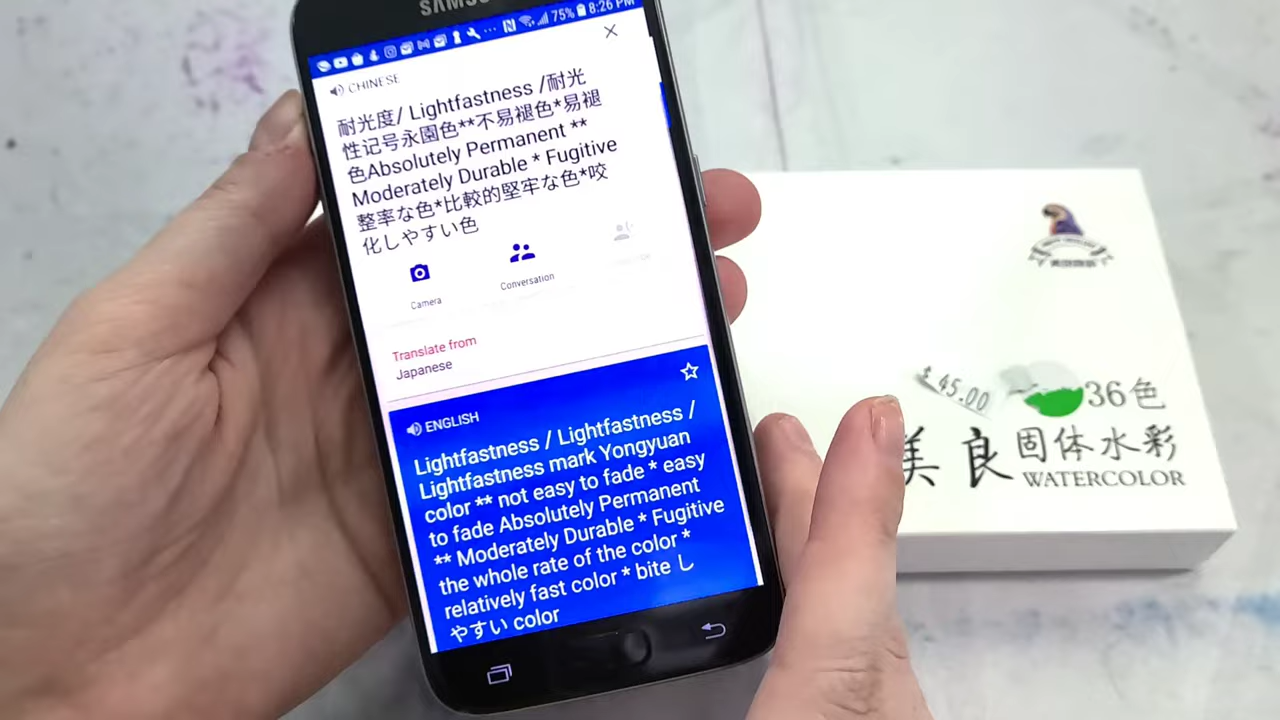 SAMSU
75% 8:26 PM
CHINESE
耐光度/ Lightfastness /耐光
性记号永園色**不易褪色*易褪
色Absolutely Permanent **
Moderately Durable * Fugitive
整率な色*比較的堅牢な色*咬
化しやすい色
Camera
Conversation
Translate from
Japanese
ENGLISH
Lightfastness / Lightfastness /
Lightfastness mark Yongyuan
color ** not easy to fade * easy
to fade Absolutely Permanent
** Moderately Durable * Fugitive
the whole rate of the color *
relatively fast color * bite し
やすい color
$45.00
36色
美良固体水彩
WATERCOLOR